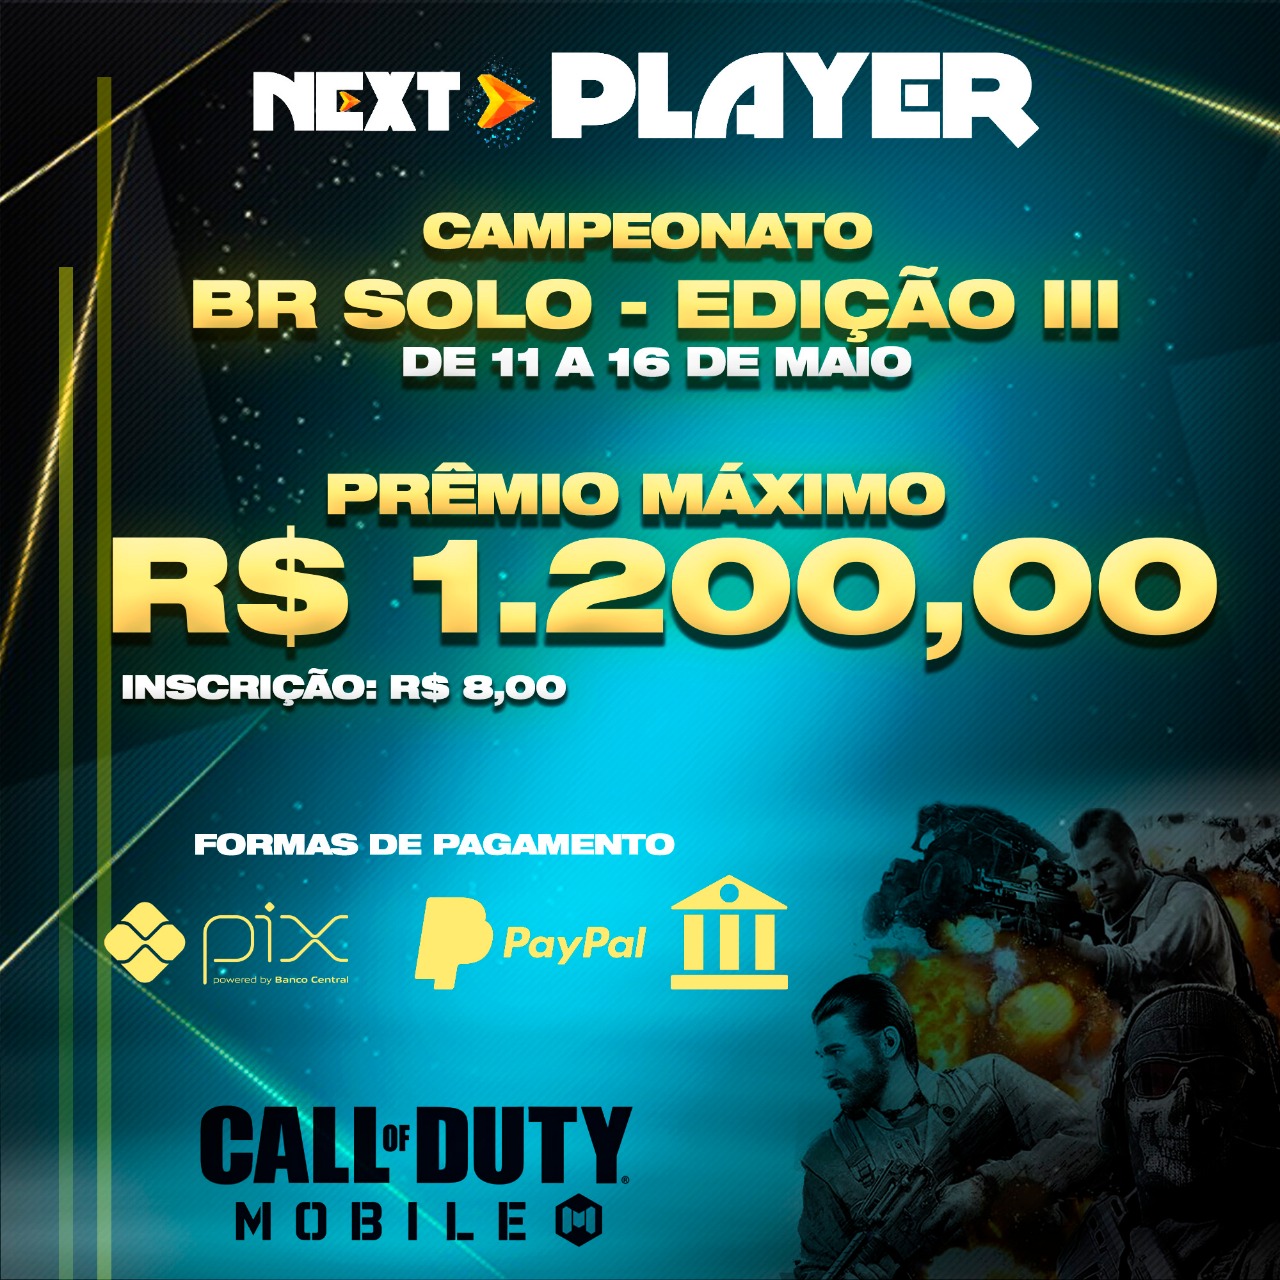 NEXT PLAYER
CAMPEONATO
BR SOLO - EDIÇÃO III
DE 11 A 16 DE MAIO
PRÊMIO MÁXIMO
R$ 1.200,00
INSCRIÇÃO: R$ 8,00
FORMAS DE PAGAMENTO
pix
PayPal
powered by Banco Central
CALL OF DUTY®
MOBILE